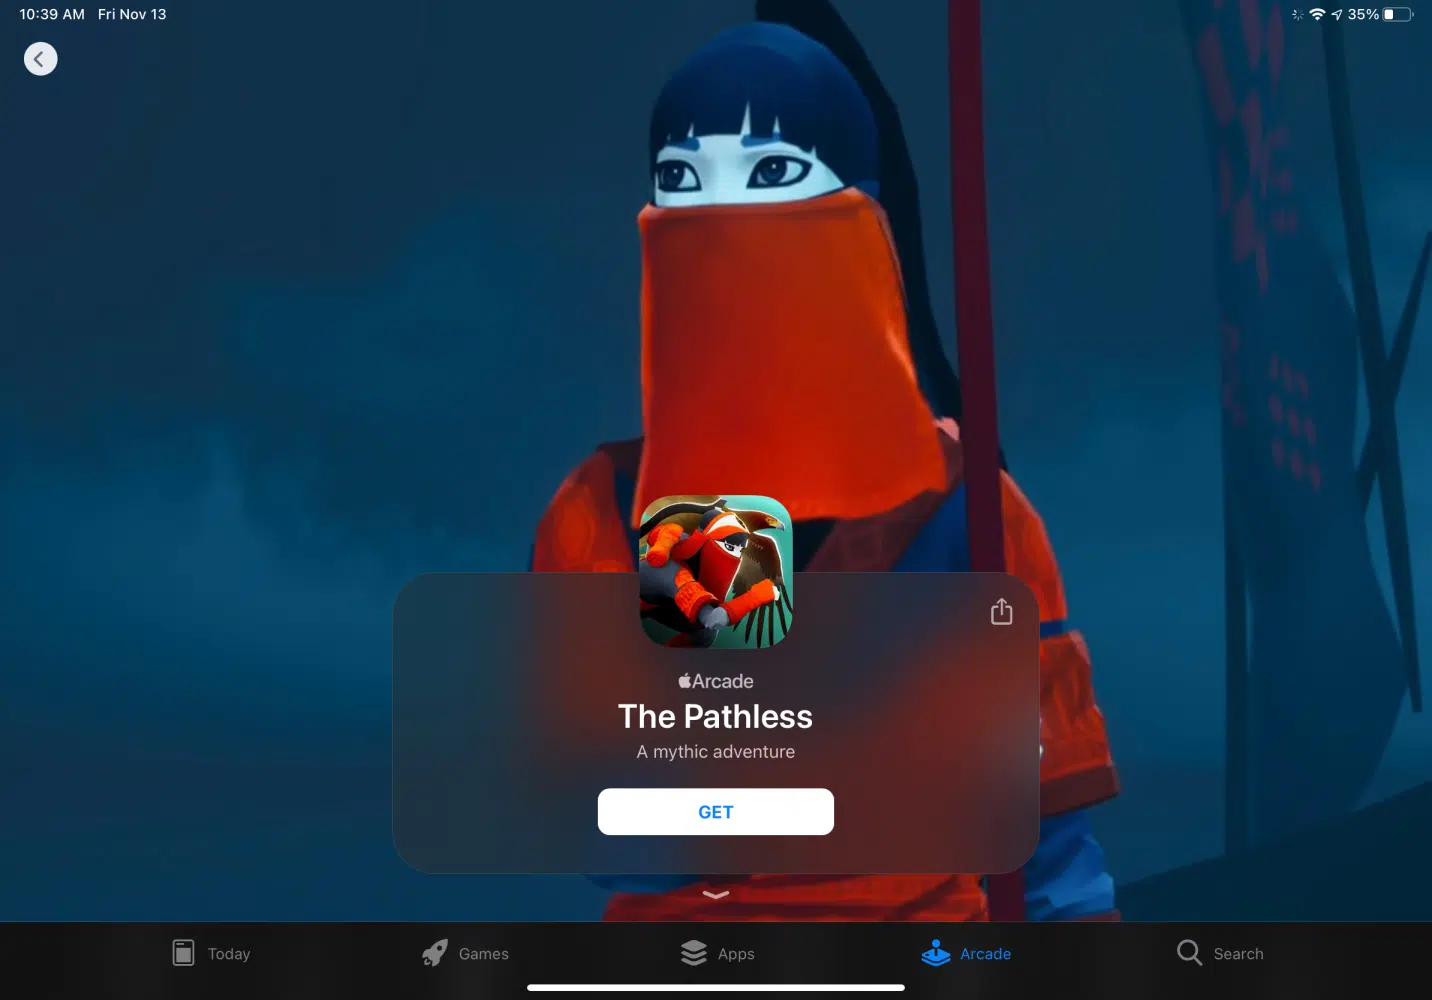 10:39 AM Fri Nov 13
35%
Arcade
The Pathless
A mythic adventure
GET
Today
Games
Apps
Arcade
Search